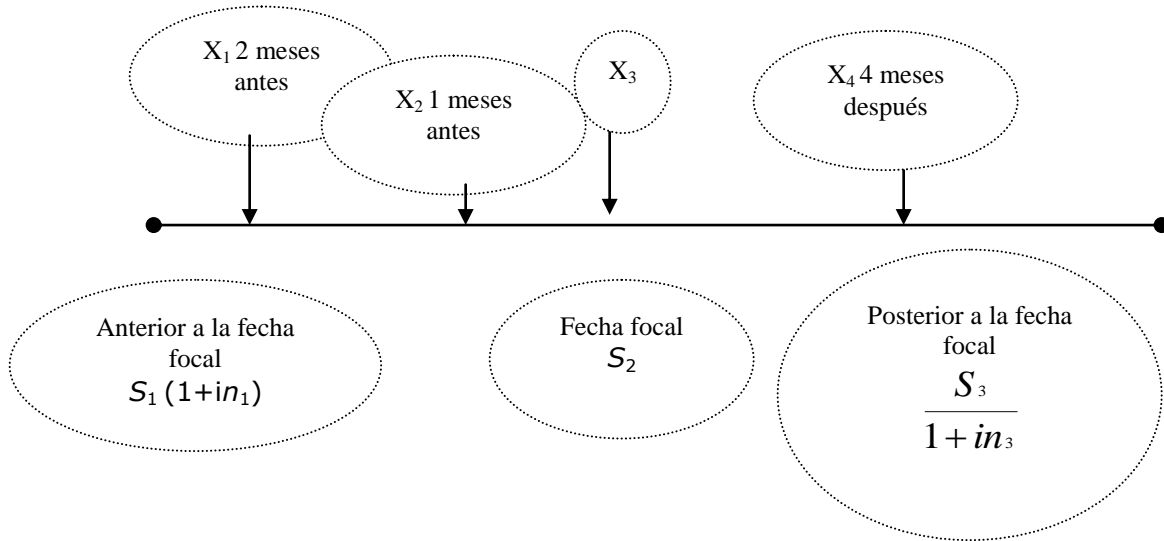 X₁ 2 meses
antes
X₂ 1 meses
antes
X₃
X₄ 4 meses
después
Anterior a la fecha
focal
S₁ (1+in₁)
Fecha focal
S₂
Posterior a la fecha
focal
S₃
1 + in₃